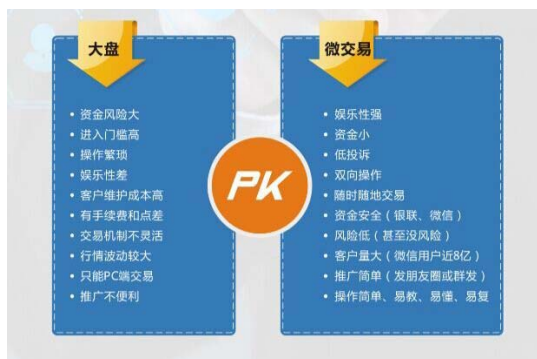 大盘
• 资金风险大
• 进入门槛高
• 操作繁琐
• 娱乐性差
• 客户维护成本高
• 有手续费和点差
• 交易机制不灵活
• 行情波动较大
• 只能PC端交易
• 推广不便利
PK
微交易
• 娱乐性强
• 资金小
• 低投诉
• 双向操作
• 随时随地交易
• 资金安全（银联、微信）
• 风险低（甚至没风险）
• 客户量大（微信用户近8亿）
• 推广简单（发朋友圈或群发）
• 操作简单、易教、易懂、易复